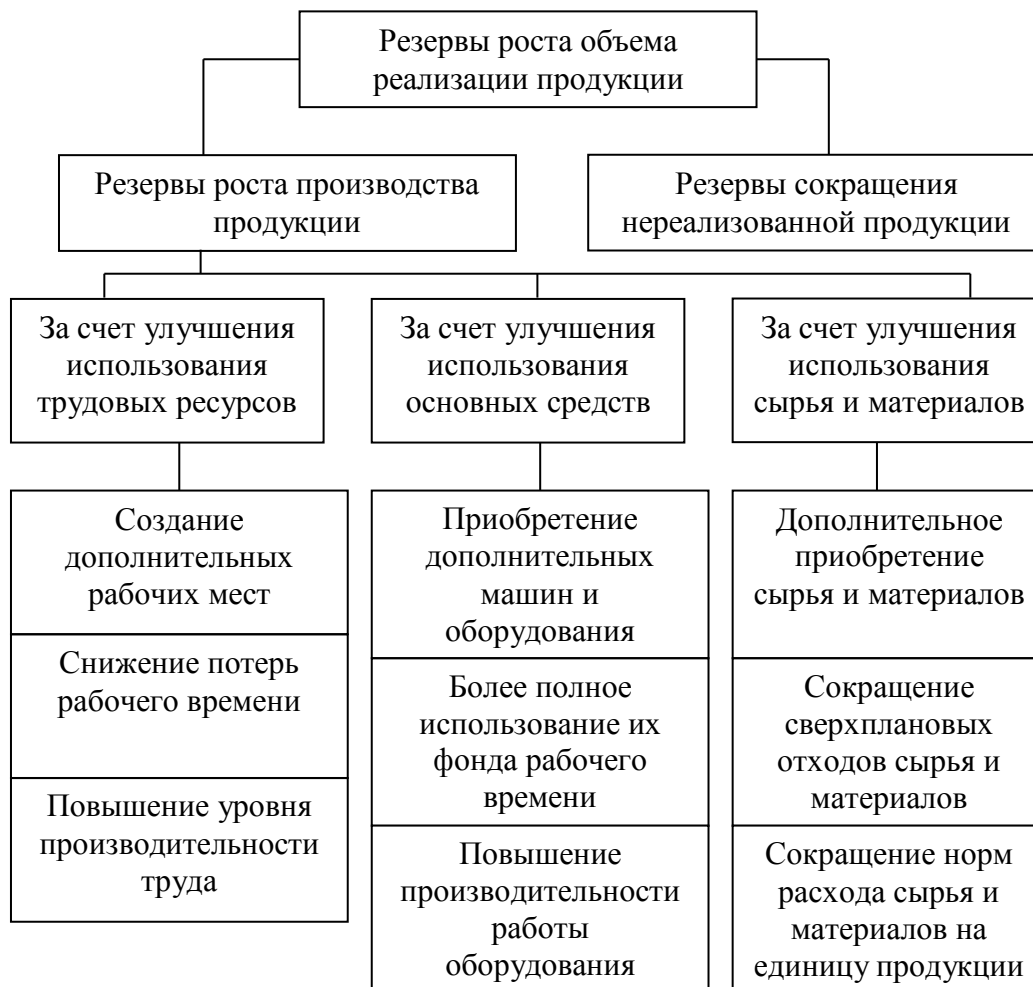 Резервы роста объема
реализации продукции
Резервы роста производства
продукции
Резервы сокращения
нереализованной продукции
За счет улучшения
использования
трудовых ресурсов
За счет улучшения
использования
основных средств
За счет улучшения
использования
сырья и материалов
Создание
дополнительных
рабочих мест
Снижение потерь
рабочего времени
Повышение уровня
производительности
труда
Приобретение
дополнительных
машин и
оборудования
Более полное
использование их
фонда рабочего
времени
Повышение
производительности
работы
оборудования
Дополнительное
приобретение
сырья и материалов
Сокращение
сверхплановых
отходов сырья и
материалов
Сокращение норм
расхода сырья и
материалов на
единицу продукции